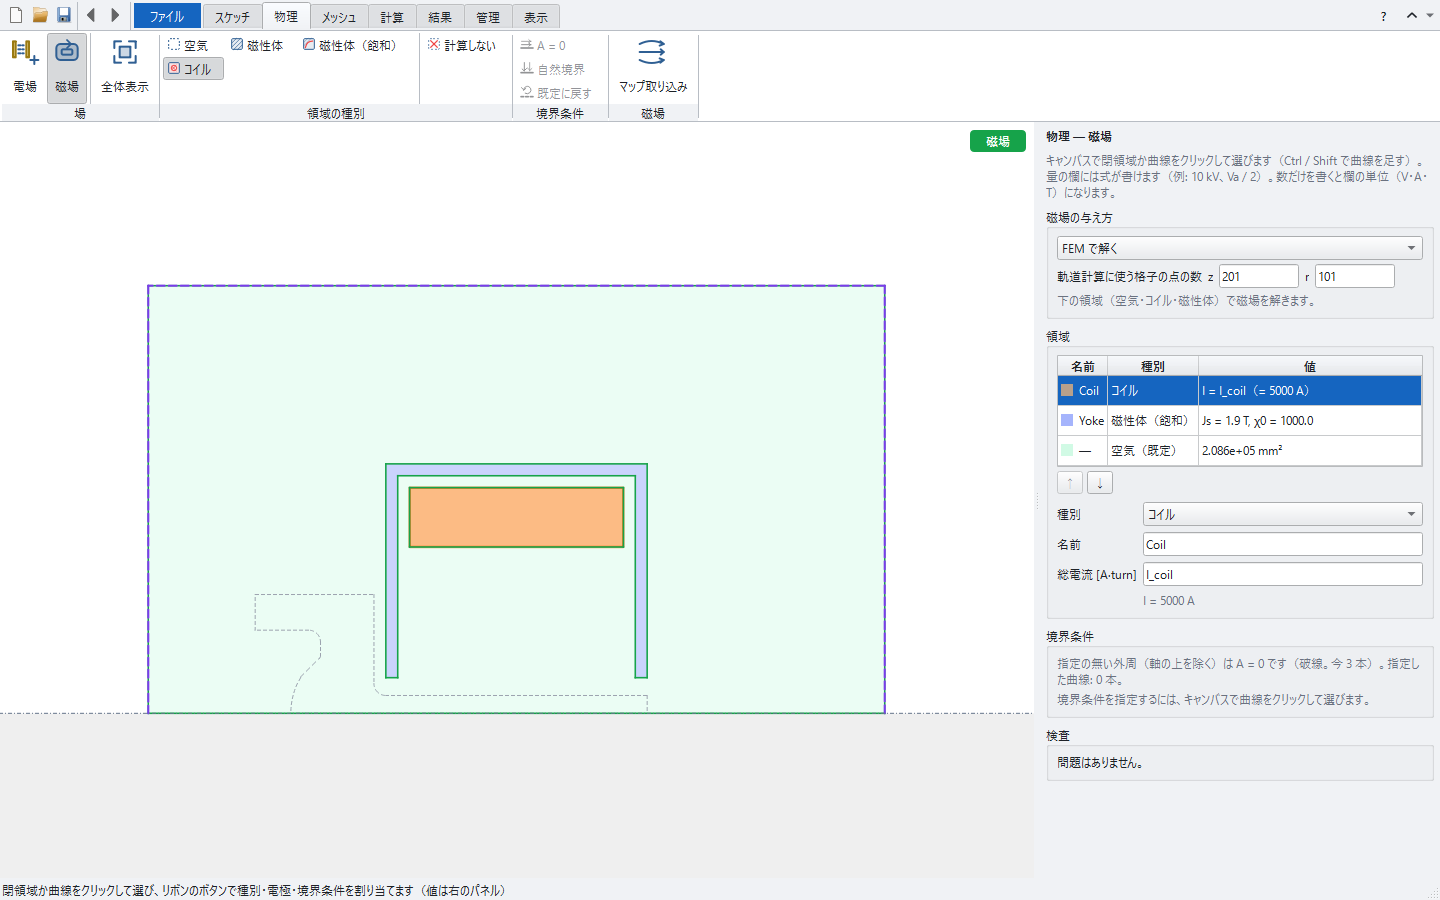 ファイル スケッチ 物理 メッシュ 計算 結果 管理 表示 ?
空気 磁性体 磁性体（飽和） 計算しない A = 0
コイル 自然境界
電場 磁場 全体表示 既定に戻す マップ取り込み
場 領域の種別 境界条件 磁場
磁場
物理 — 磁場
キャンバスで閉領域か曲線をクリックして選びます（Ctrl / Shift で曲線を足す）。
量の欄には式が書けます（例: 10 kV、Va / 2）。数だけを書くと欄の単位（V・A・
T）になります。
磁場の与え方
FEM で解く
軌道計算に使う格子の点の数 z 201 r 101
下の領域（空気・コイル・磁性体）で磁場を解きます。
領域
名前 種別 値
Coil コイル I = I_coil（= 5000 A）
Yoke 磁性体（飽和） Js = 1.9 T, χ0 = 1000.0
— 空気（既定） 2.086e+05 mm²
↑ ↓
種別 コイル
名前 Coil
総電流 [A·turn] I_coil
I = 5000 A
境界条件
指定の無い外周（軸の上を除く）は A = 0 です（破線。今 3 本）。指定し
た曲線: 0 本。
境界条件を指定するには、キャンバスで曲線をクリックして選びます。
検査
問題はありません。
閉領域か曲線をクリックして選び、リボンのボタンで種別・電極・境界条件を割り当てます（値は右のパネル）